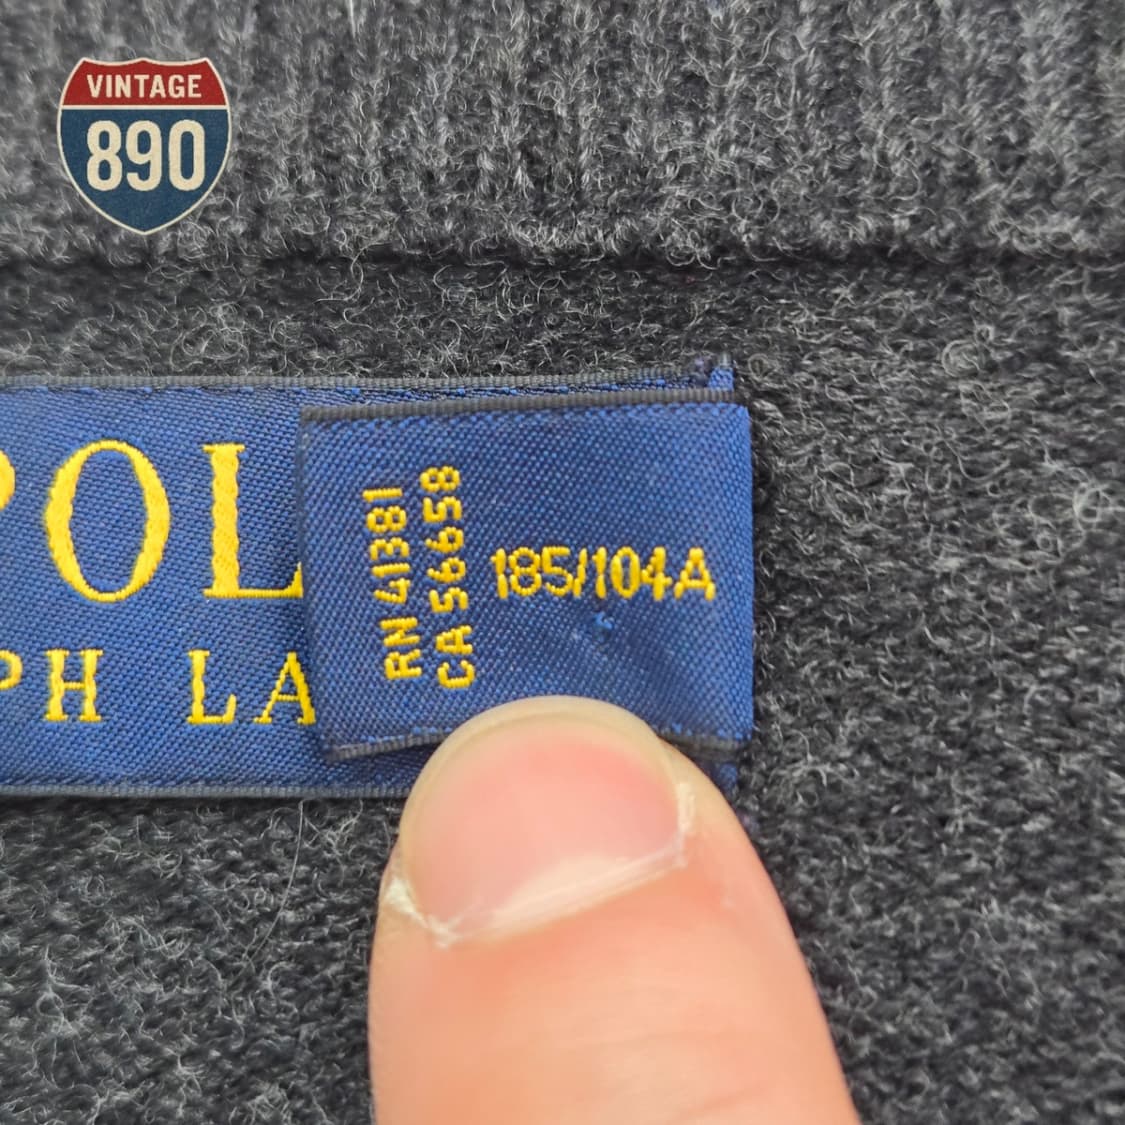 VINTAGE
890
POL
PH LA
RN 41381
CA 56658
185/104A